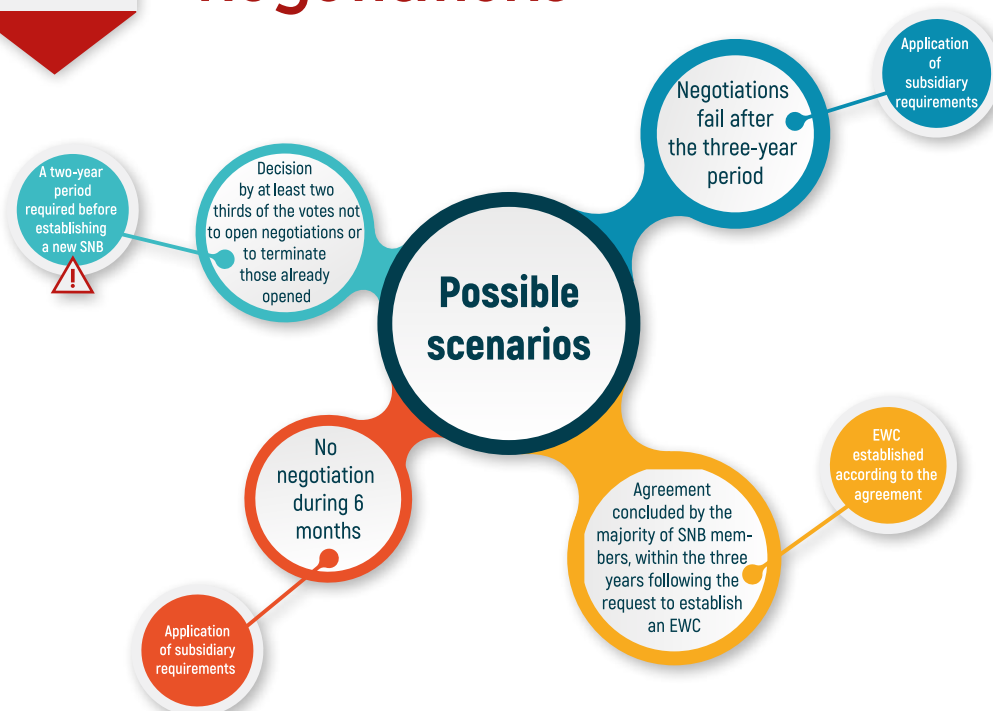 Negotiations
Application
of
subsidiary
requirements
Negotiations
fail after
the three-year
period
A two-year
period
required before
establishing
a new SNB
Decision
by at least two
thirds of the votes not
to open negotiations or
to terminate
those already
opened
Possible
scenarios
No
negotiation
during 6
months
EWC
established
according to the
agreement
Agreement
concluded by the
majority of SNB mem-
bers, within the three
years following the
request to establish
an EWC
Application
of subsidiary
requirements